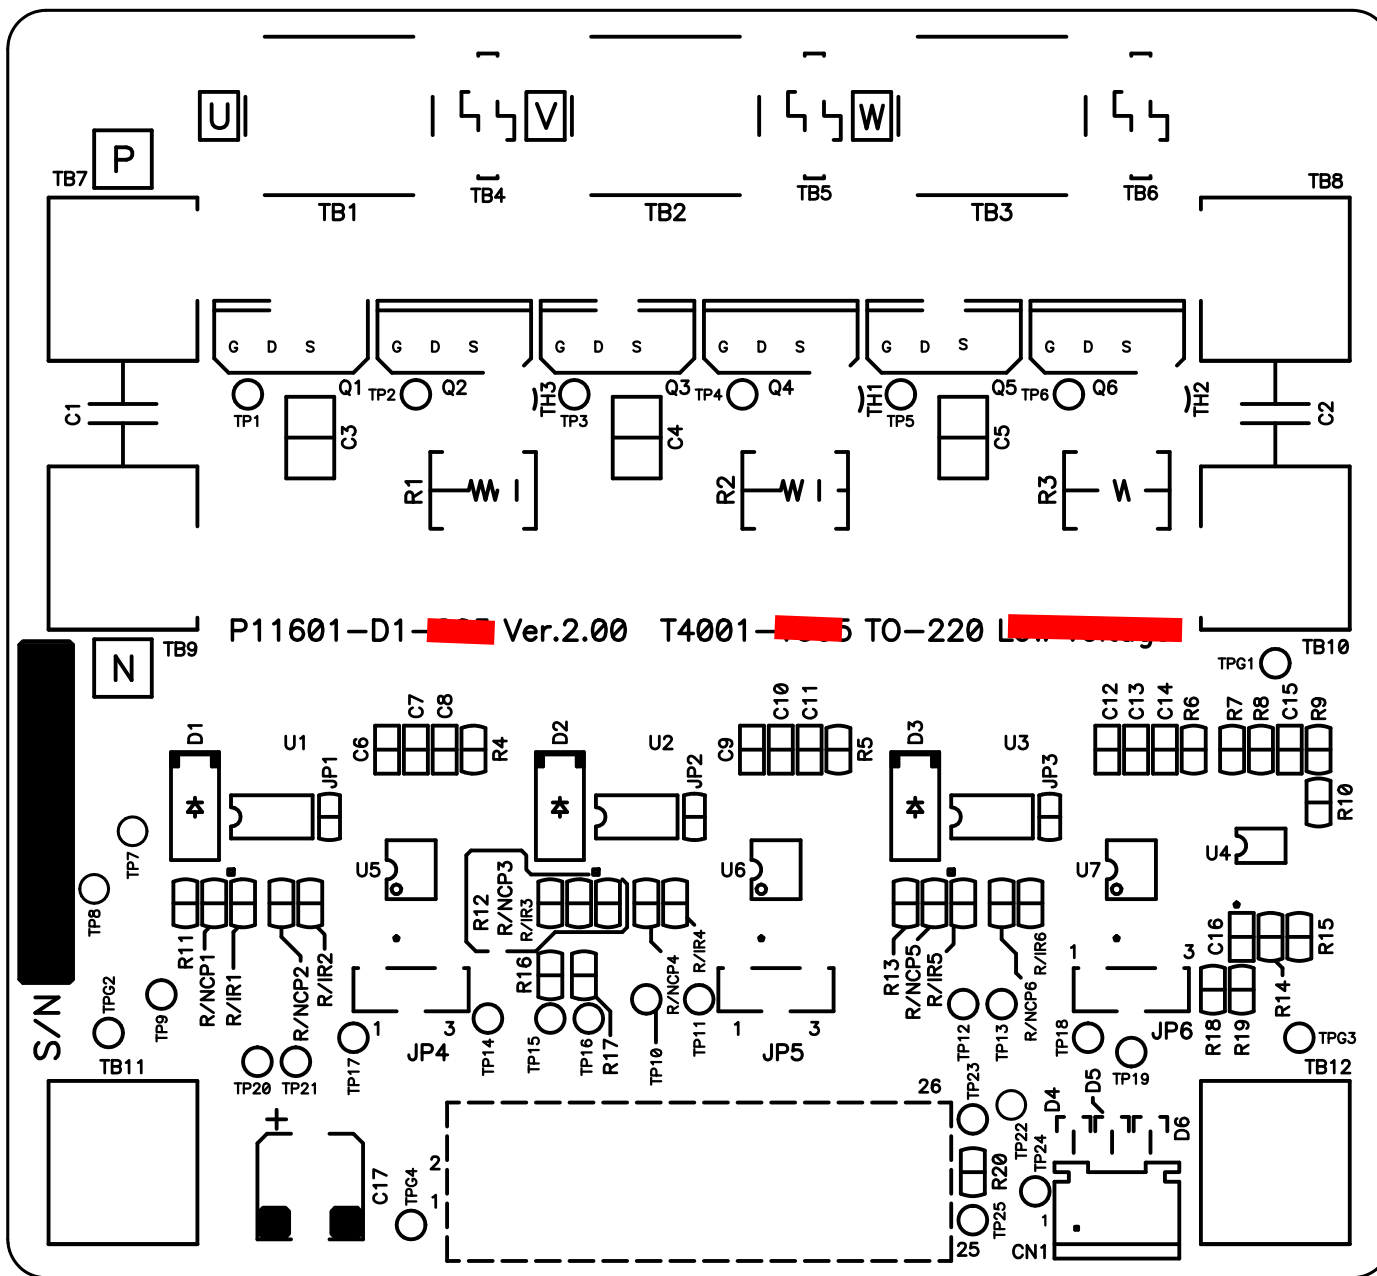 U V W
P
TB7 TB4 TB5 TB6 TB8
TB1 TB2 TB3
G D S G D S G D S G D S G D S G D S
Q1 TP2 Q2 Q3 TP4 Q4 Q5 TP6 Q6
TP1 TH3 TP3 TH1 TP5 TH2
C1 C3 C4 C5 C2
R1 R2 R3
P11601-D1- Ver.2.00 T4001- TO-220
TB9 TB10
N TPG1
C7 C8 C10 C11 C12 C13 C14 R6 R7 R8 C15 R9
D1 U1 C6 R4 D2 U2 C9 R5 D3 U3
JP1 JP2 JP3 R10
TP7 U5 U6 U7 U4
TP8 R12 R/NCP3 R/IR3
R11 R/NCP1 R/IR1 R/NCP2 R/IR2 R16 R/NCP4 R/IR4 R13 R/NCP5 R/IR5 R/NCP6 R/IR6 1 3 C16 R14 R15
S/N TPG2 TP9
1 3 1 3
TP17 JP4 TP14 TP15 TP16 R17 TP10 TP11 JP5 TP12 TP13 TP18 JP6 R18 R19 TPG3
TB11 TP20 TP21 TP19 TB12
26 TP23 TP22 D4 D5 D6
+
2 C17 TPG4 R20 TP24
1 TP25 1
25 CN1